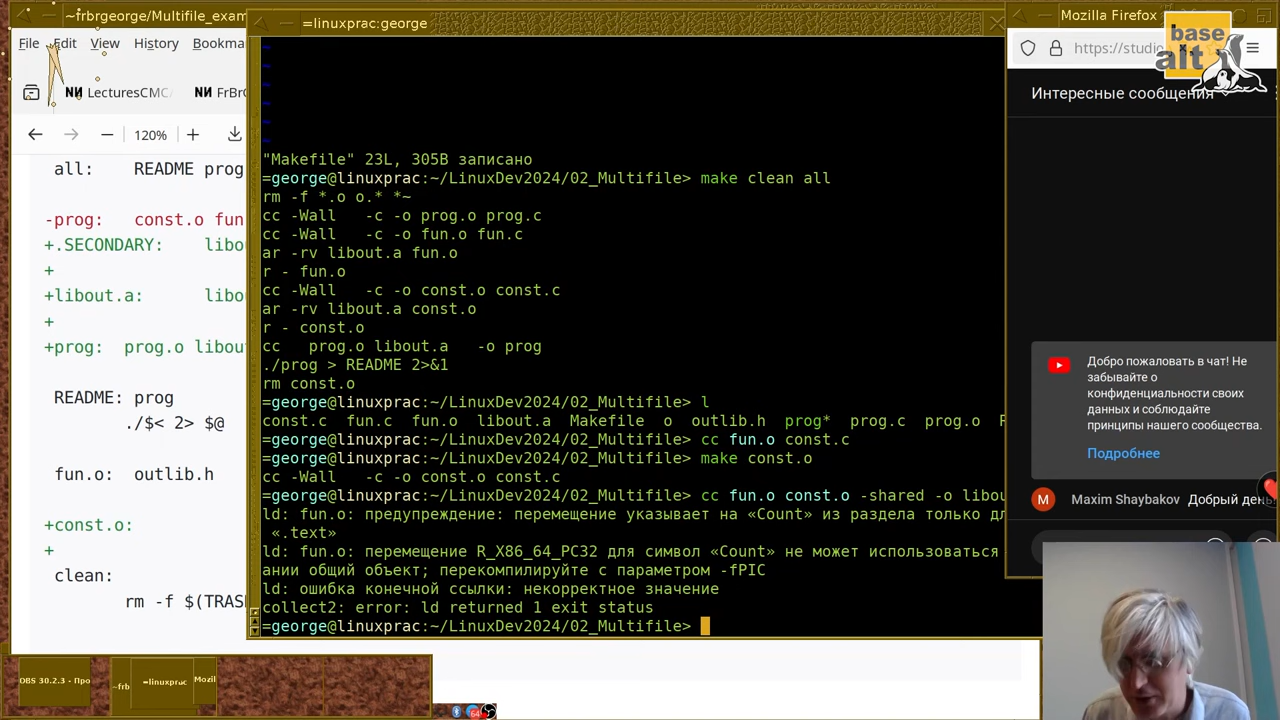 ~frbrgeorge/Multifile_exam
File Edit View History Bookma
LecturesCMC FrBrG
120%
all: README prog
-prog: const.o fun
+.SECONDARY: libo
+
+libout.a: libo
+
+prog: prog.o libou
README: prog
./$< 2> $@
fun.o: outlib.h
+const.o:
+
clean:
rm -f $(TRAS
=linuxprac:george
~
~
~
~
~
~
"Makefile" 23L, 305B записано
=george@linuxprac:~/LinuxDev2024/02_Multifile> make clean all
rm -f *.o o.* *~
cc -Wall -c -o prog.o prog.c
cc -Wall -c -o fun.o fun.c
ar -rv libout.a fun.o
r - fun.o
cc -Wall -c -o const.o const.c
ar -rv libout.a const.o
r - const.o
cc prog.o libout.a -o prog
./prog > README 2>&1
rm const.o
=george@linuxprac:~/LinuxDev2024/02_Multifile> l
const.c fun.c fun.o libout.a Makefile o outlib.h prog* prog.c prog.o R
=george@linuxprac:~/LinuxDev2024/02_Multifile> cc fun.o const.c
=george@linuxprac:~/LinuxDev2024/02_Multifile> make const.o
cc -Wall -c -o const.o const.c
=george@linuxprac:~/LinuxDev2024/02_Multifile> cc fun.o const.o -shared -o libou
ld: fun.o: предупреждение: перемещение указывает на «Count» из раздела только дл
«.text»
ld: fun.o: перемещение R_X86_64_PC32 для символ «Count» не может использоваться
ании общий объект; перекомпилируйте с параметром -fPIC
ld: ошибка конечной ссылки: некорректное значение
collect2: error: ld returned 1 exit status
=george@linuxprac:~/LinuxDev2024/02_Multifile>
Mozilla Firefox
https://studio
base
alt
Интересные сообщения
Добро пожаловать в чат! Не
забывайте о
конфиденциальности своих
данных и соблюдайте
принципы нашего сообщества.
Подробнее
M Maxim Shaybakov Добрый день
OBS 30.2.3 - Про
~frb
=linuxprac
Mozil
64